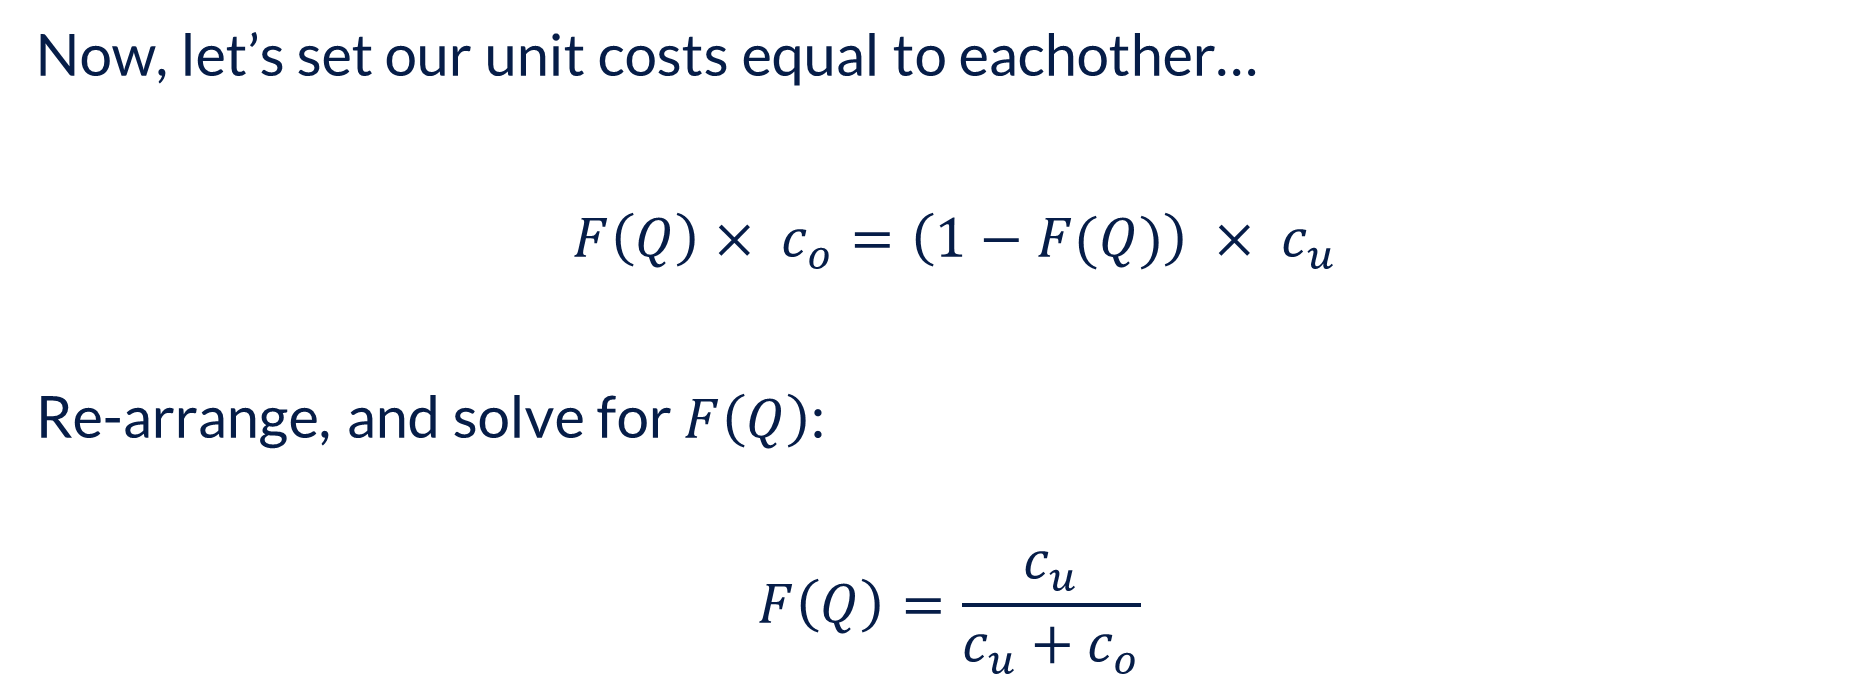 Now, let’s set our unit costs equal to eachother...
F(Q) × c_o = (1 − F(Q)) × c_u
Re-arrange, and solve for F(Q):
F(Q) = c_u / (c_u + c_o)